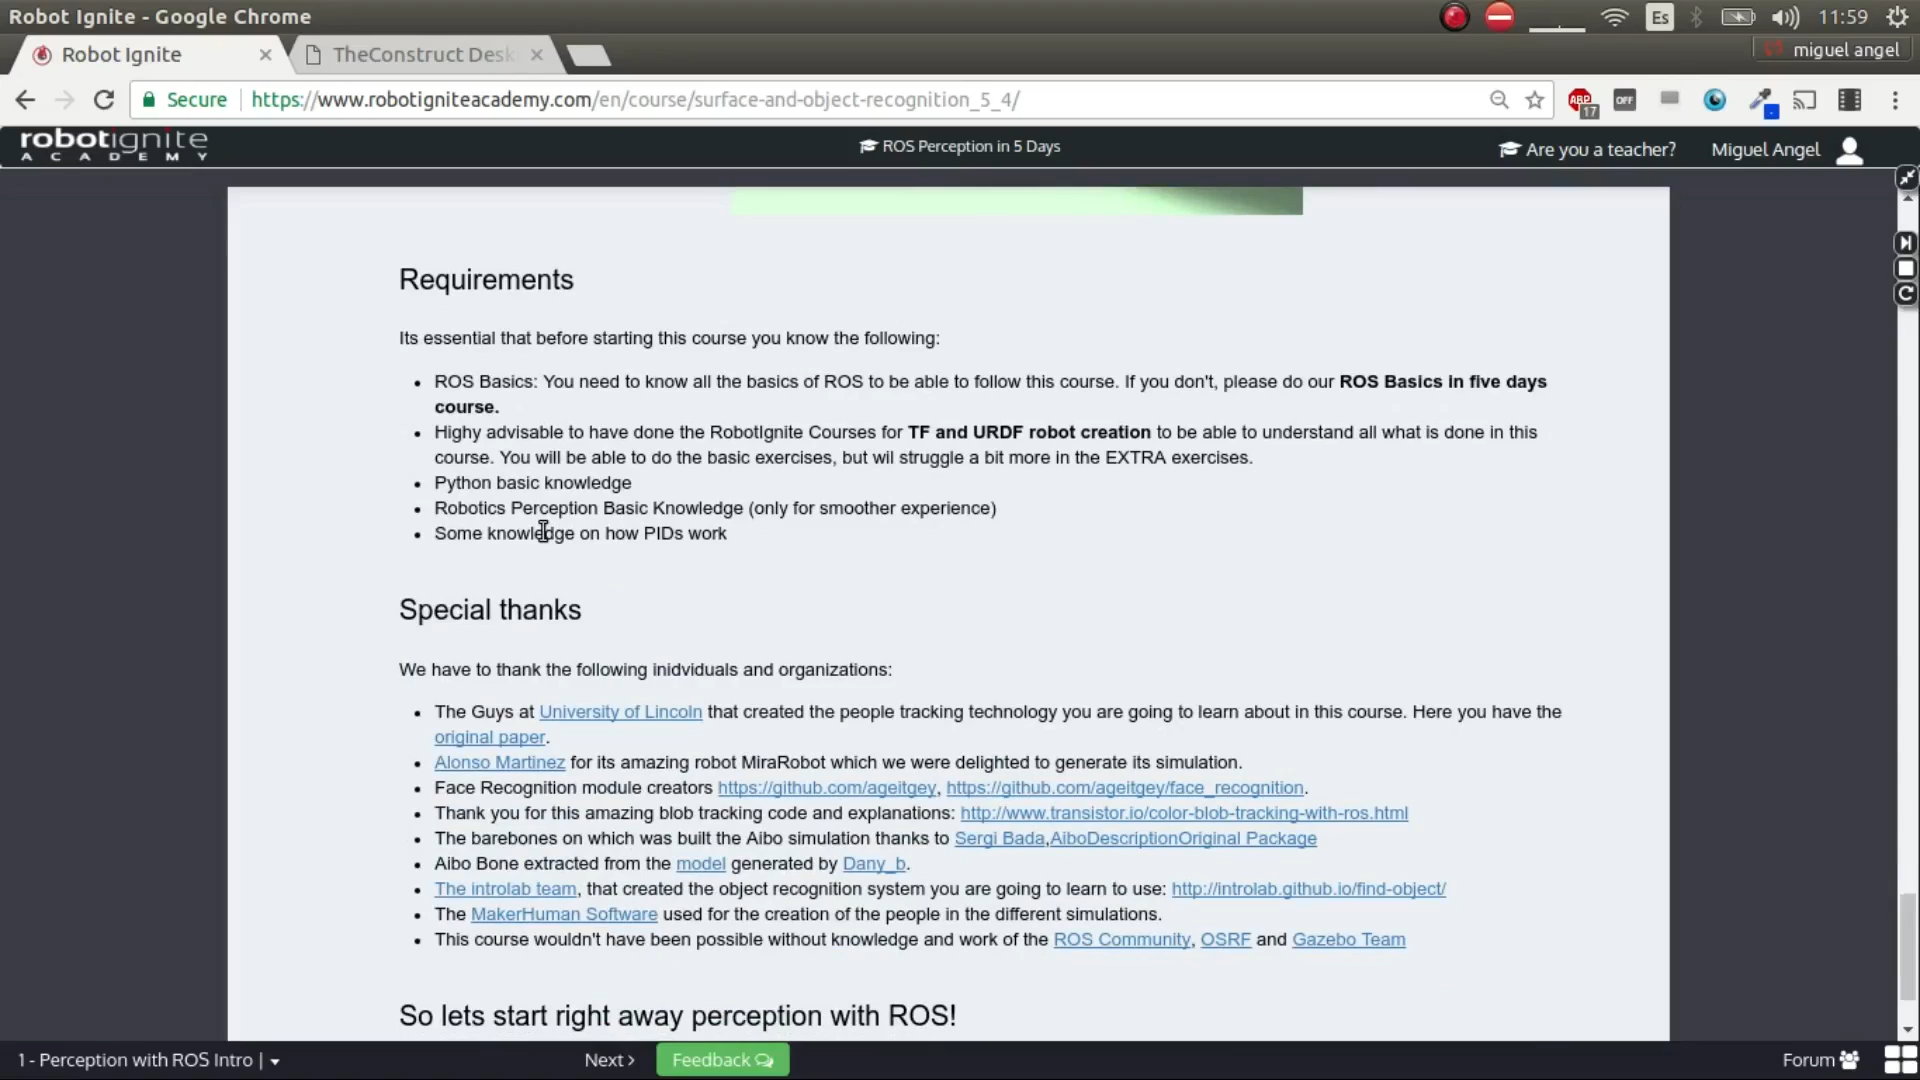 Robot Ignite - Google Chrome
Es
11:59
Robot Ignite
TheConstruct Desk
miguel angel
Secure
https://www.robotigniteacademy.com/en/course/surface-and-object-recognition_5_4/
ABP
17
OFF
robotignite
ACADEMY
ROS Perception in 5 Days
Are you a teacher?
Miguel Angel
Requirements
Its essential that before starting this course you know the following:
ROS Basics: You need to know all the basics of ROS to be able to follow this course. If you don't, please do our ROS Basics in five days
course.
Highy advisable to have done the RobotIgnite Courses for TF and URDF robot creation to be able to understand all what is done in this
course. You will be able to do the basic exercises, but wil struggle a bit more in the EXTRA exercises.
Python basic knowledge
Robotics Perception Basic Knowledge (only for smoother experience)
Some knowledge on how PIDs work
Special thanks
We have to thank the following inidviduals and organizations:
The Guys at University of Lincoln that created the people tracking technology you are going to learn about in this course. Here you have the
original paper.
Alonso Martinez for its amazing robot MiraRobot which we were delighted to generate its simulation.
Face Recognition module creators https://github.com/ageitgey, https://github.com/ageitgey/face_recognition.
Thank you for this amazing blob tracking code and explanations: http://www.transistor.io/color-blob-tracking-with-ros.html
The barebones on which was built the Aibo simulation thanks to Sergi Bada,AiboDescriptionOriginal Package
Aibo Bone extracted from the model generated by Dany_b.
The introlab team, that created the object recognition system you are going to learn to use: http://introlab.github.io/find-object/
The MakerHuman Software used for the creation of the people in the different simulations.
This course wouldn't have been possible without knowledge and work of the ROS Community, OSRF and Gazebo Team
So lets start right away perception with ROS!
1 - Perception with ROS Intro |
Next >
Feedback
Forum